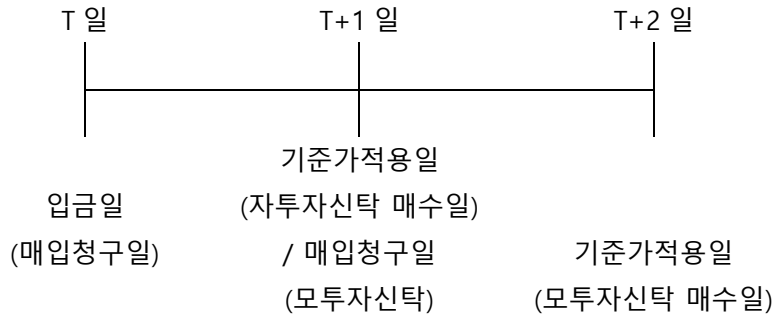 T 일 T+1 일 T+2 일
기준가적용일
입금일 (자투자신탁 매수일)
(매입청구일) / 매입청구일 기준가적용일
(모투자신탁) (모투자신탁 매수일)